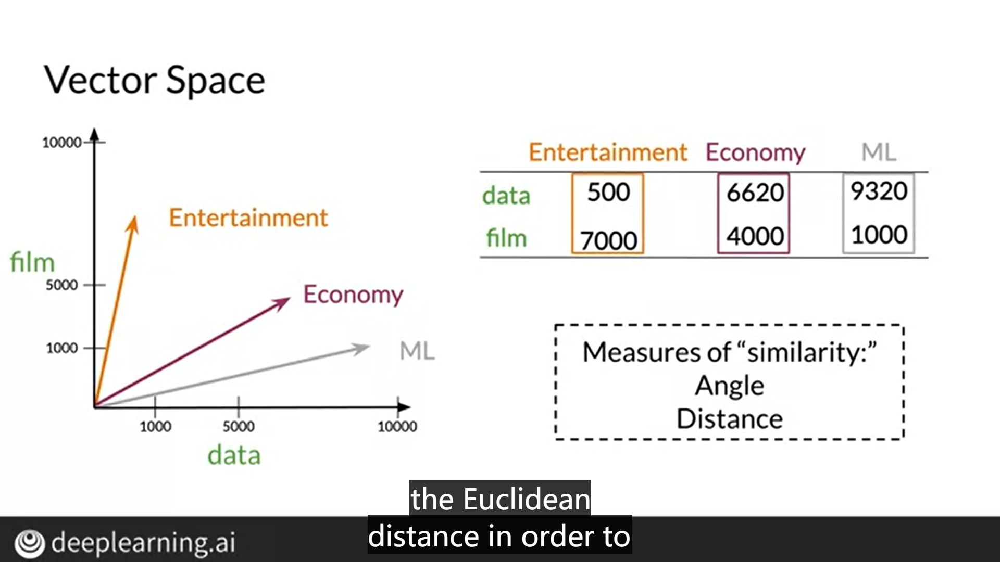 Vector Space
10000
Entertainment
film
5000
Economy
1000
ML
1000 5000 10000
data
Entertainment Economy ML
data 500 6620 9320
film 7000 4000 1000
Measures of “similarity:”
Angle
Distance
the Euclidean
distance in order to
deeplearning.ai